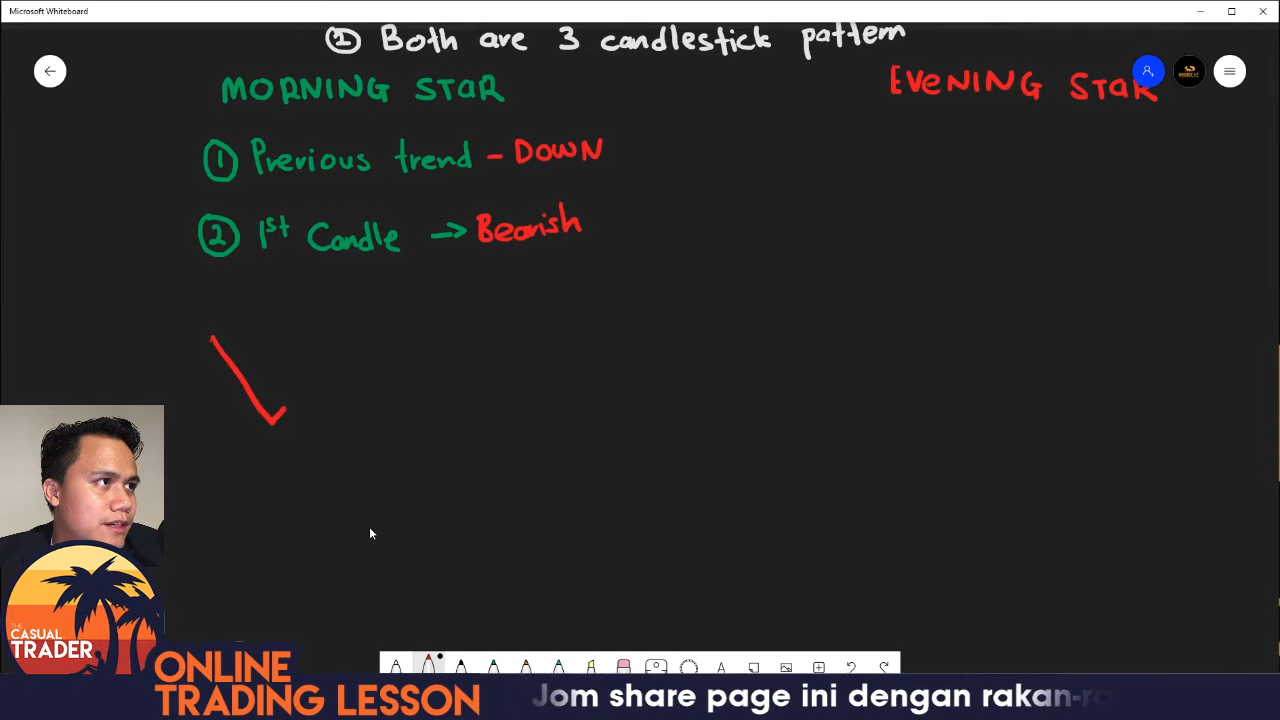 Microsoft Whiteboard
② Both are 3 candlestick pattern
MORNING STAR
EVENING STAR
① Previous trend - DOWN
② 1st Candle → Bearish
THE
CASUAL
TRADER
ONLINE
TRADING LESSON
Jom share page ini dengan rakan-